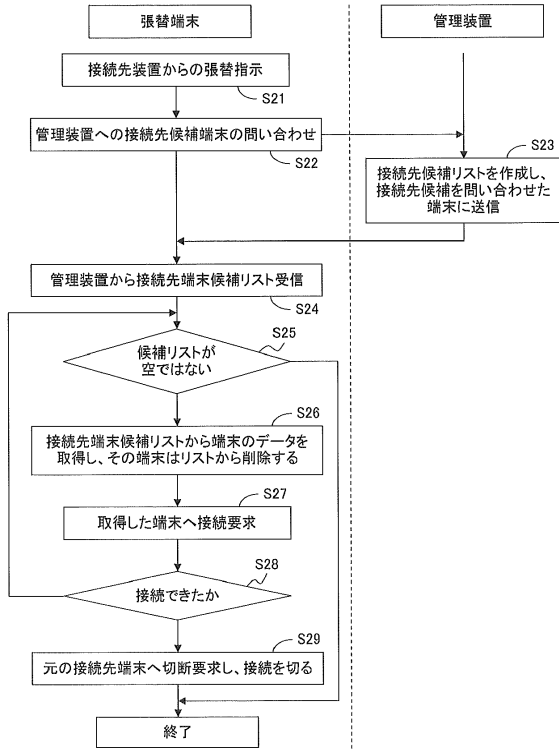 張替端末
管理装置
接続先装置からの張替指示
S21
管理装置への接続先候補端末の問い合わせ
S22
S23
接続先候補リストを作成し、
接続先候補を問い合わせた
端末に送信
管理装置から接続先端末候補リスト受信
S24
S25
候補リストが
空ではない
S26
接続先端末候補リストから端末のデータを
取得し、その端末はリストから削除する
S27
取得した端末へ接続要求
S28
接続できたか
S29
元の接続先端末へ切断要求し、接続を切る
終了